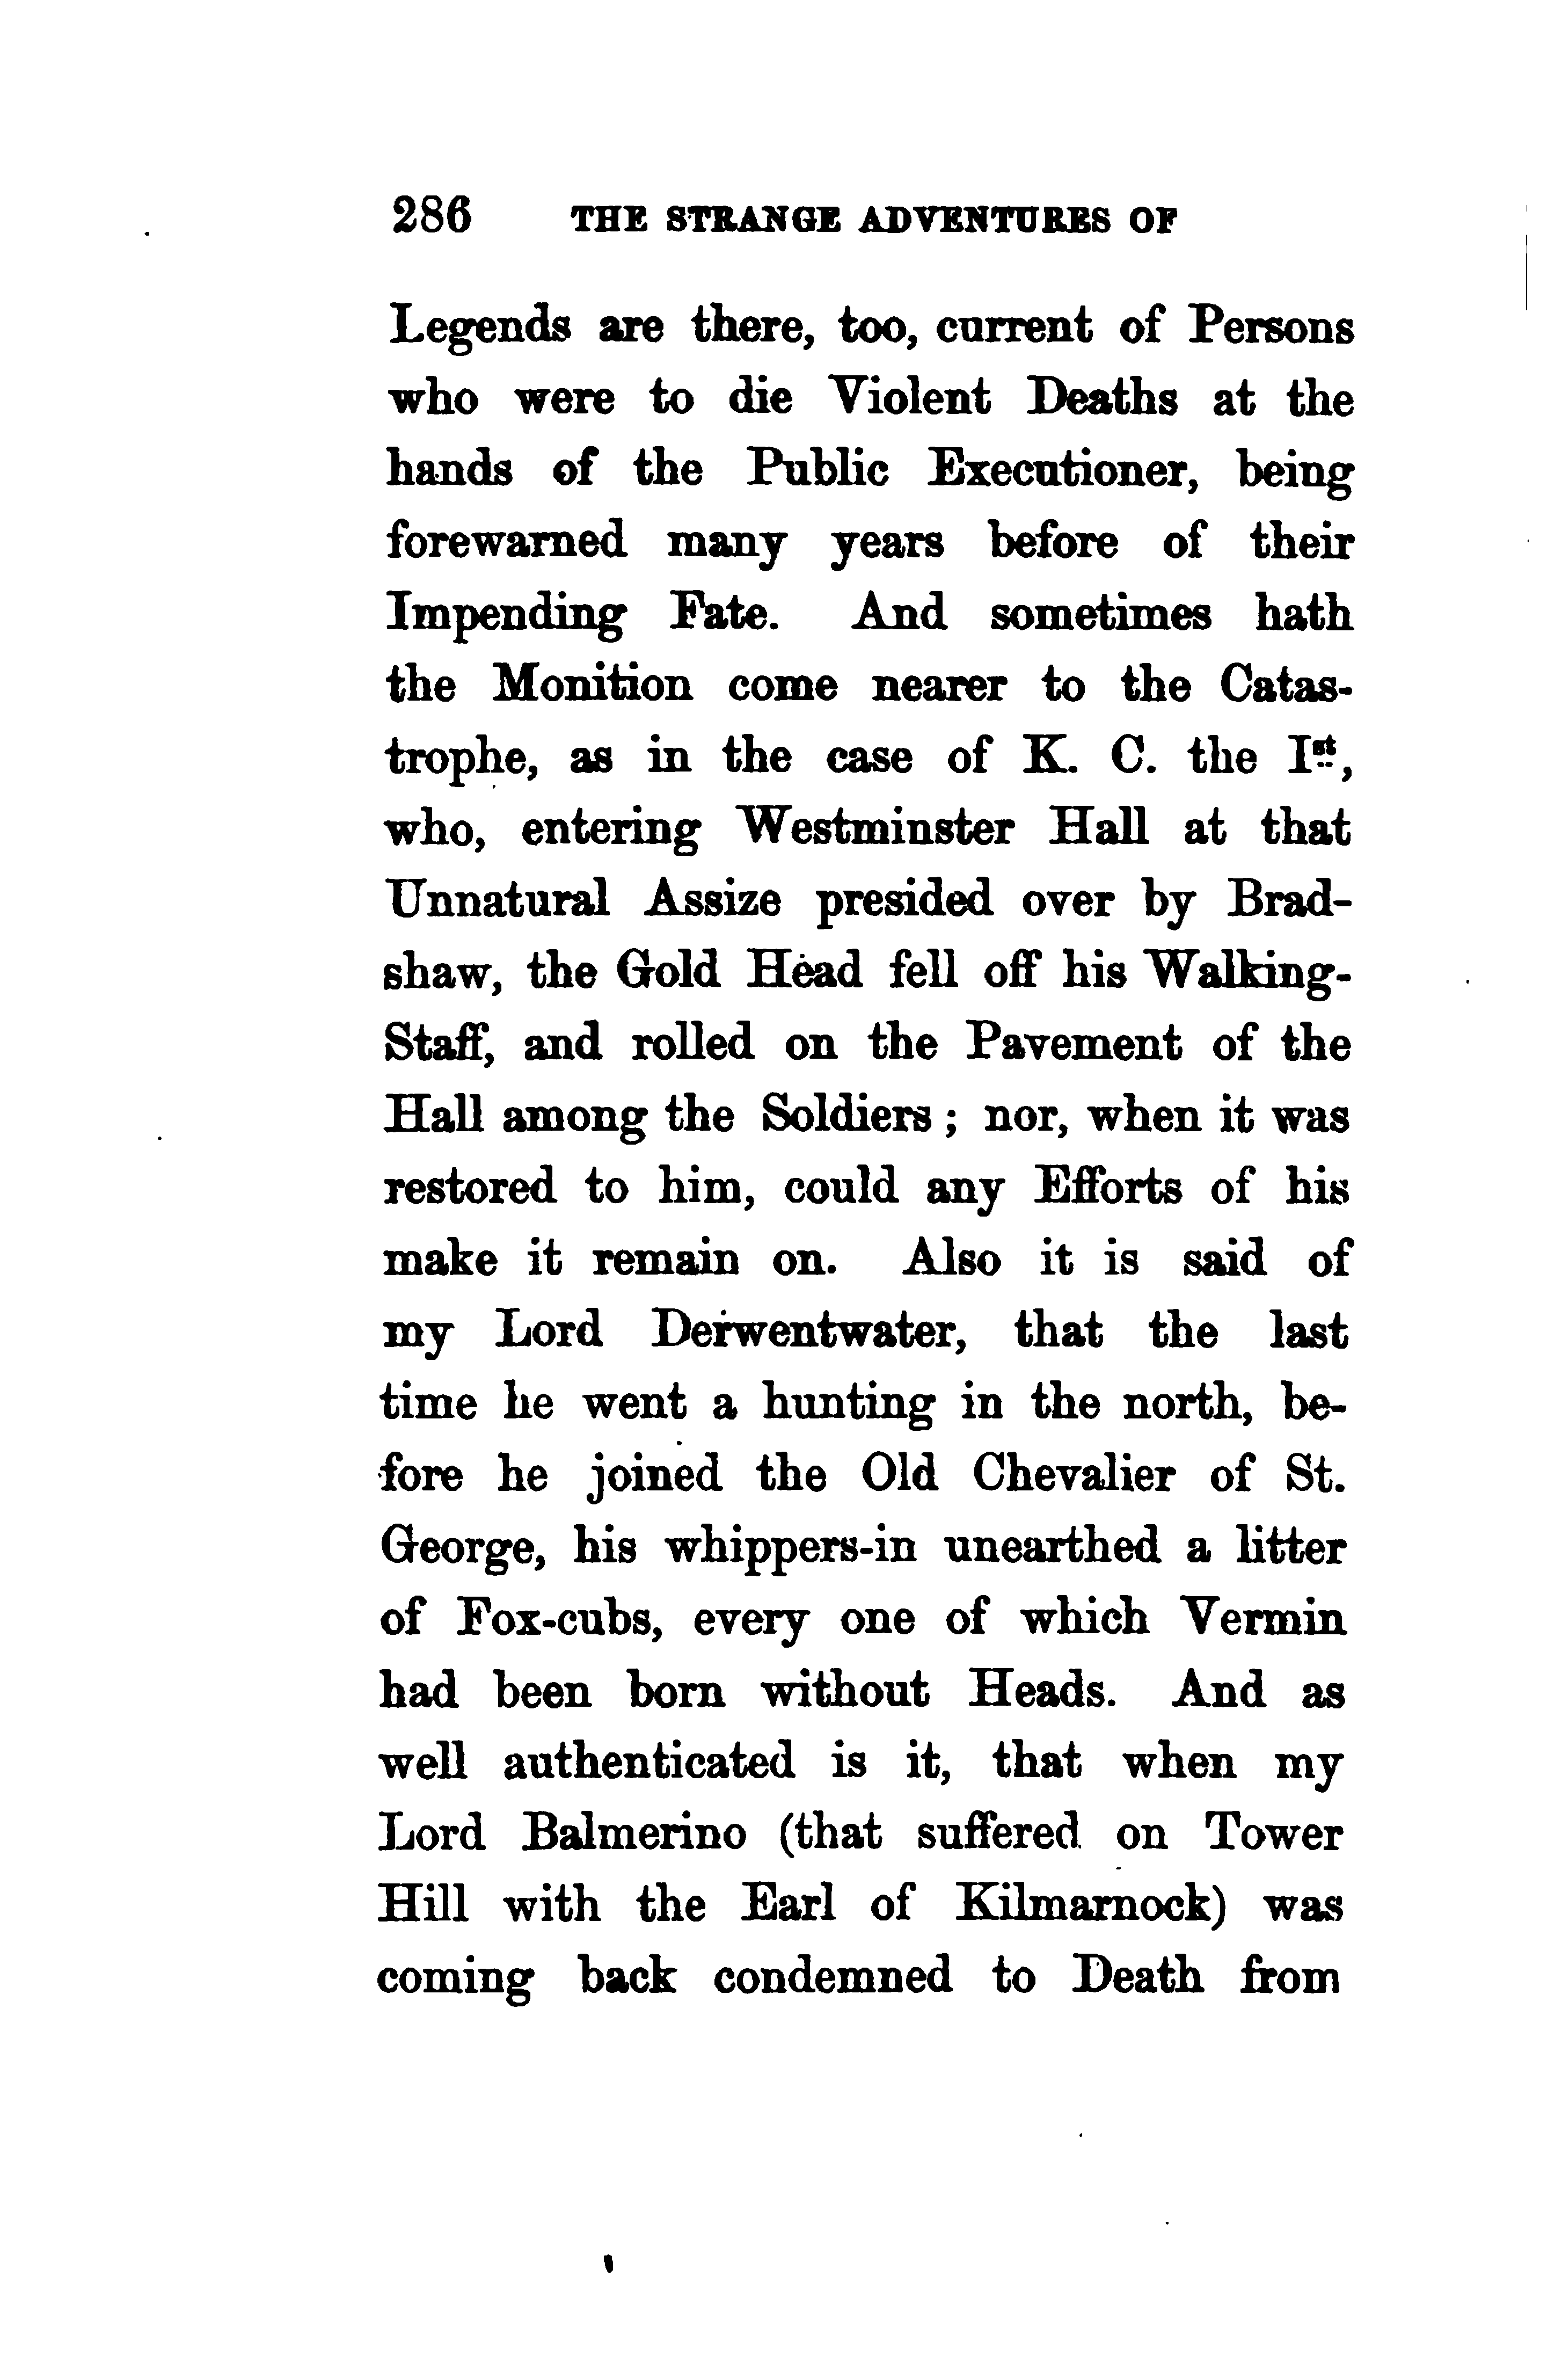 286 THE STRANGE ADVENTURES OF
Legends are there, too, current of Persons
who were to die Violent Deaths at the
hands of the Public Executioner, being
forewarned many years before of their
Impending Fate. And sometimes hath
the Monition come nearer to the Catas-
trophe, as in the case of K. C. the Ist,
who, entering Westminster Hall at that
Unnatural Assize presided over by Brad-
shaw, the Gold Head fell off his Walking-
Staff, and rolled on the Pavement of the
Hall among the Soldiers; nor, when it was
restored to him, could any Efforts of his
make it remain on. Also it is said of
my Lord Derwentwater, that the last
time he went a hunting in the north, be-
fore he joined the Old Chevalier of St.
George, his whippers-in unearthed a litter
of Fox-cubs, every one of which Vermin
had been born without Heads. And as
well authenticated is it, that when my
Lord Balmerino (that suffered on Tower
Hill with the Earl of Kilmarnock) was
coming back condemned to Death from